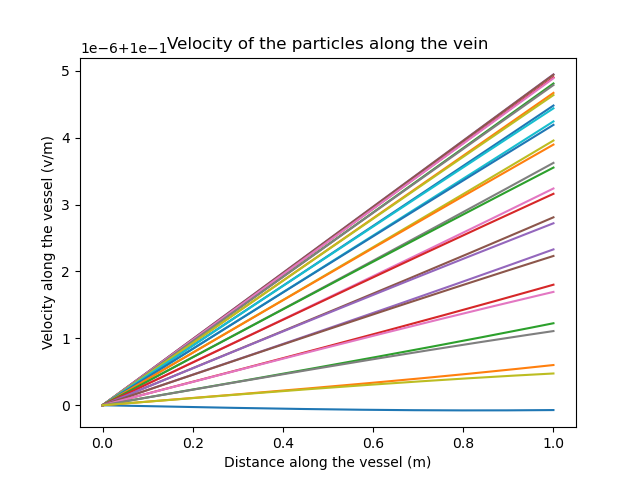 Velocity of the particles along the vein
1e−6+1e−1
5
4
3
2
1
0
Velocity along the vessel (v/m)
0.0 0.2 0.4 0.6 0.8 1.0
Distance along the vessel (m)